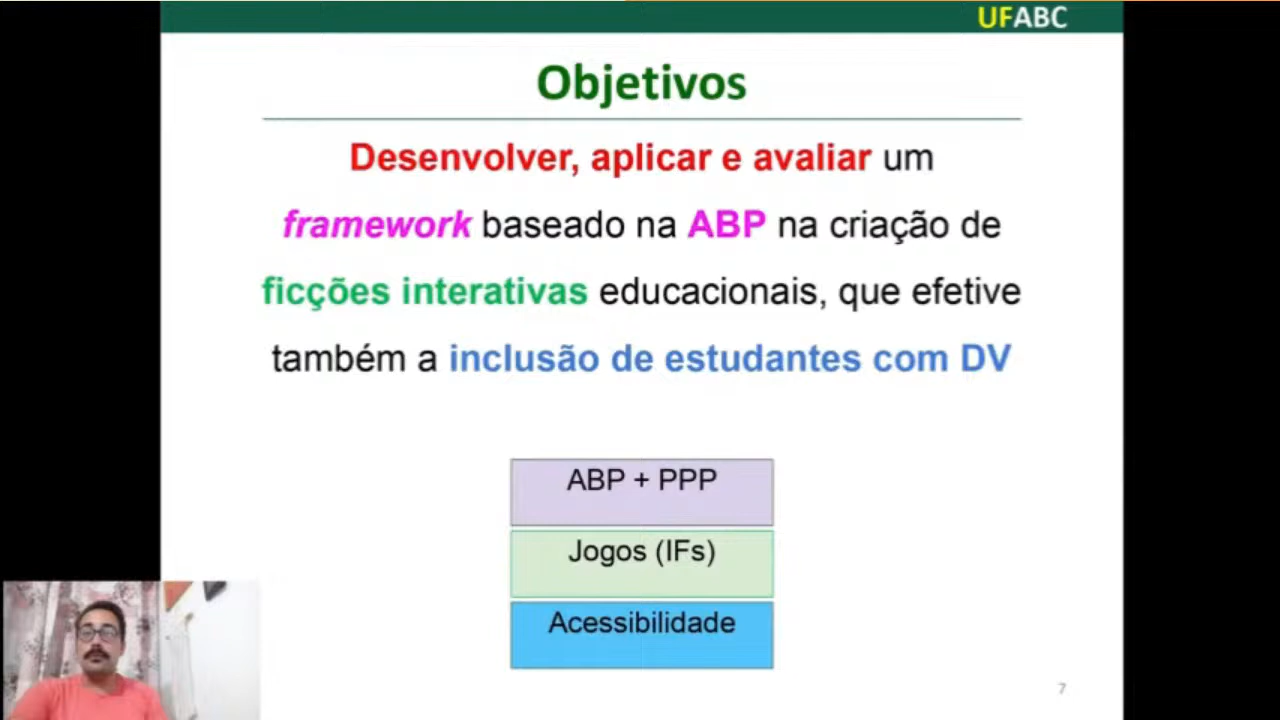 UFABC
Objetivos
Desenvolver, aplicar e avaliar um
framework baseado na ABP na criação de
ficções interativas educacionais, que efetive
também a inclusão de estudantes com DV
ABP + PPP
Jogos (IFs)
Acessibilidade
7